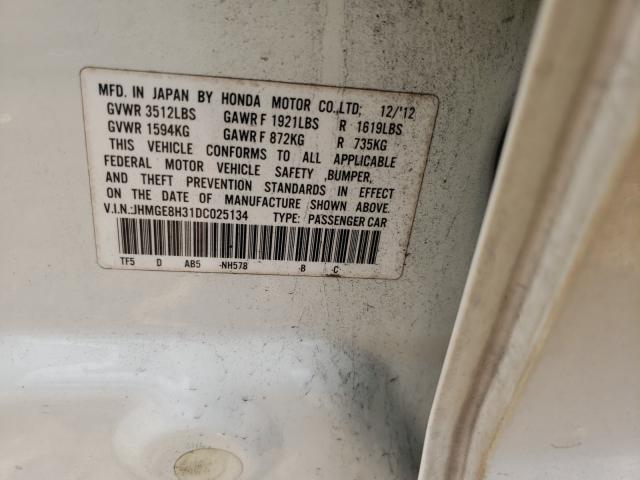 MFD. IN JAPAN BY HONDA MOTOR CO.,LTD; 12/'12
GVWR 3512LBS GAWR F 1921LBS R 1619LBS
GVWR 1594KG GAWR F 872KG R 735KG
THIS VEHICLE CONFORMS TO ALL APPLICABLE
FEDERAL MOTOR VEHICLE SAFETY ,BUMPER,
AND THEFT PREVENTION STANDARDS IN EFFECT
ON THE DATE OF MANUFACTURE SHOWN ABOVE.
V.I.N.:JHMGE8H31DC025134 TYPE: PASSENGER CAR
TF5 D AB5 -NH578 B C